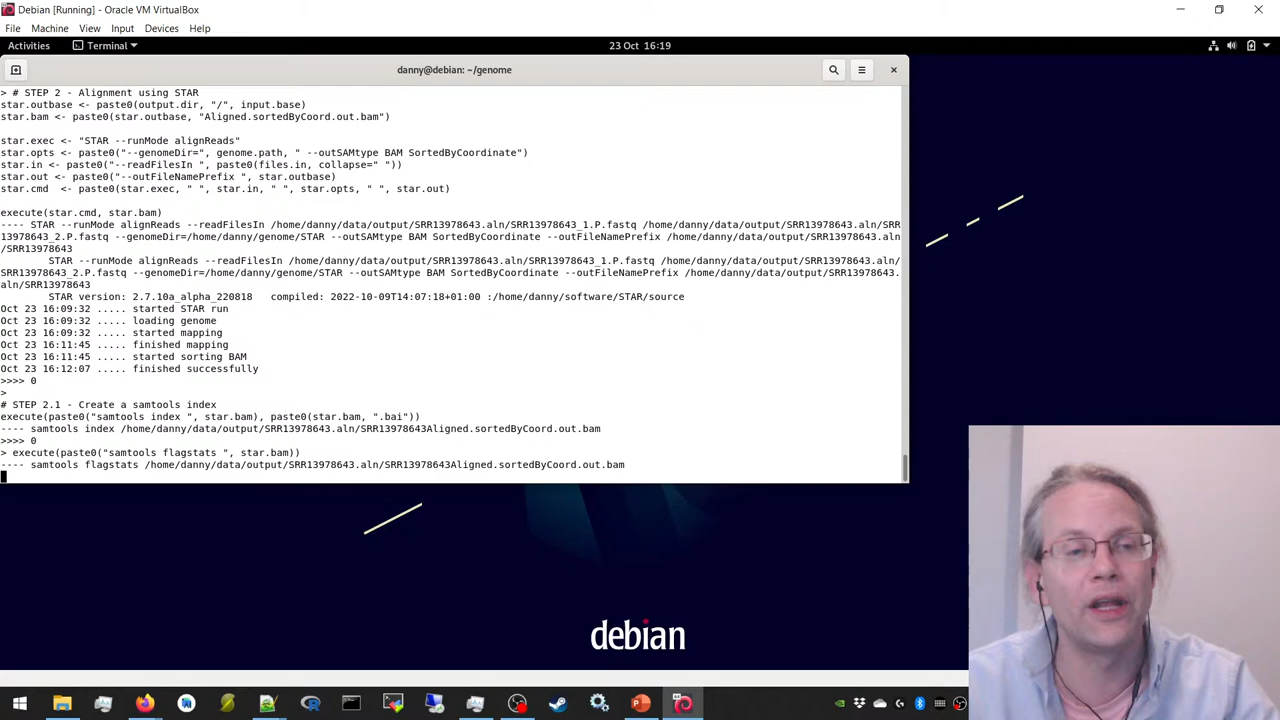 Debian [Running] - Oracle VM VirtualBox
File Machine View Input Devices Help
Activities Terminal 23 Oct 16:19
danny@debian: ~/genome
> # STEP 2 - Alignment using STAR
star.outbase <- paste0(output.dir, "/", input.base)
star.bam <- paste0(star.outbase, "Aligned.sortedByCoord.out.bam")
star.exec <- "STAR --runMode alignReads"
star.opts <- paste0("--genomeDir=", genome.path, " --outSAMtype BAM SortedByCoordinate")
star.in <- paste0("--readFilesIn ", paste0(files.in, collapse=" "))
star.out <- paste0("--outFileNamePrefix ", star.outbase)
star.cmd  <- paste0(star.exec, " ", star.in, " ", star.opts, " ", star.out)
execute(star.cmd, star.bam)
---- STAR --runMode alignReads --readFilesIn /home/danny/data/output/SRR13978643.aln/SRR13978643_1.P.fastq /home/danny/data/output/SRR13978643.aln/SRR
13978643_2.P.fastq --genomeDir=/home/danny/genome/STAR --outSAMtype BAM SortedByCoordinate --outFileNamePrefix /home/danny/data/output/SRR13978643.aln
/SRR13978643
STAR --runMode alignReads --readFilesIn /home/danny/data/output/SRR13978643.aln/SRR13978643_1.P.fastq /home/danny/data/output/SRR13978643.aln/
SRR13978643_2.P.fastq --genomeDir=/home/danny/genome/STAR --outSAMtype BAM SortedByCoordinate --outFileNamePrefix /home/danny/data/output/SRR13978643.
aln/SRR13978643
STAR version: 2.7.10a_alpha_220818   compiled: 2022-10-09T14:07:18+01:00 :/home/danny/software/STAR/source
Oct 23 16:09:32 ..... started STAR run
Oct 23 16:09:32 ..... loading genome
Oct 23 16:09:32 ..... started mapping
Oct 23 16:11:45 ..... finished mapping
Oct 23 16:11:45 ..... started sorting BAM
Oct 23 16:12:07 ..... finished successfully
>>>> 0
>
# STEP 2.1 - Create a samtools index
execute(paste0("samtools index ", star.bam), paste0(star.bam, ".bai"))
---- samtools index /home/danny/data/output/SRR13978643.aln/SRR13978643Aligned.sortedByCoord.out.bam
>>>> 0
> execute(paste0("samtools flagstats ", star.bam))
---- samtools flagstats /home/danny/data/output/SRR13978643.aln/SRR13978643Aligned.sortedByCoord.out.bam
debian